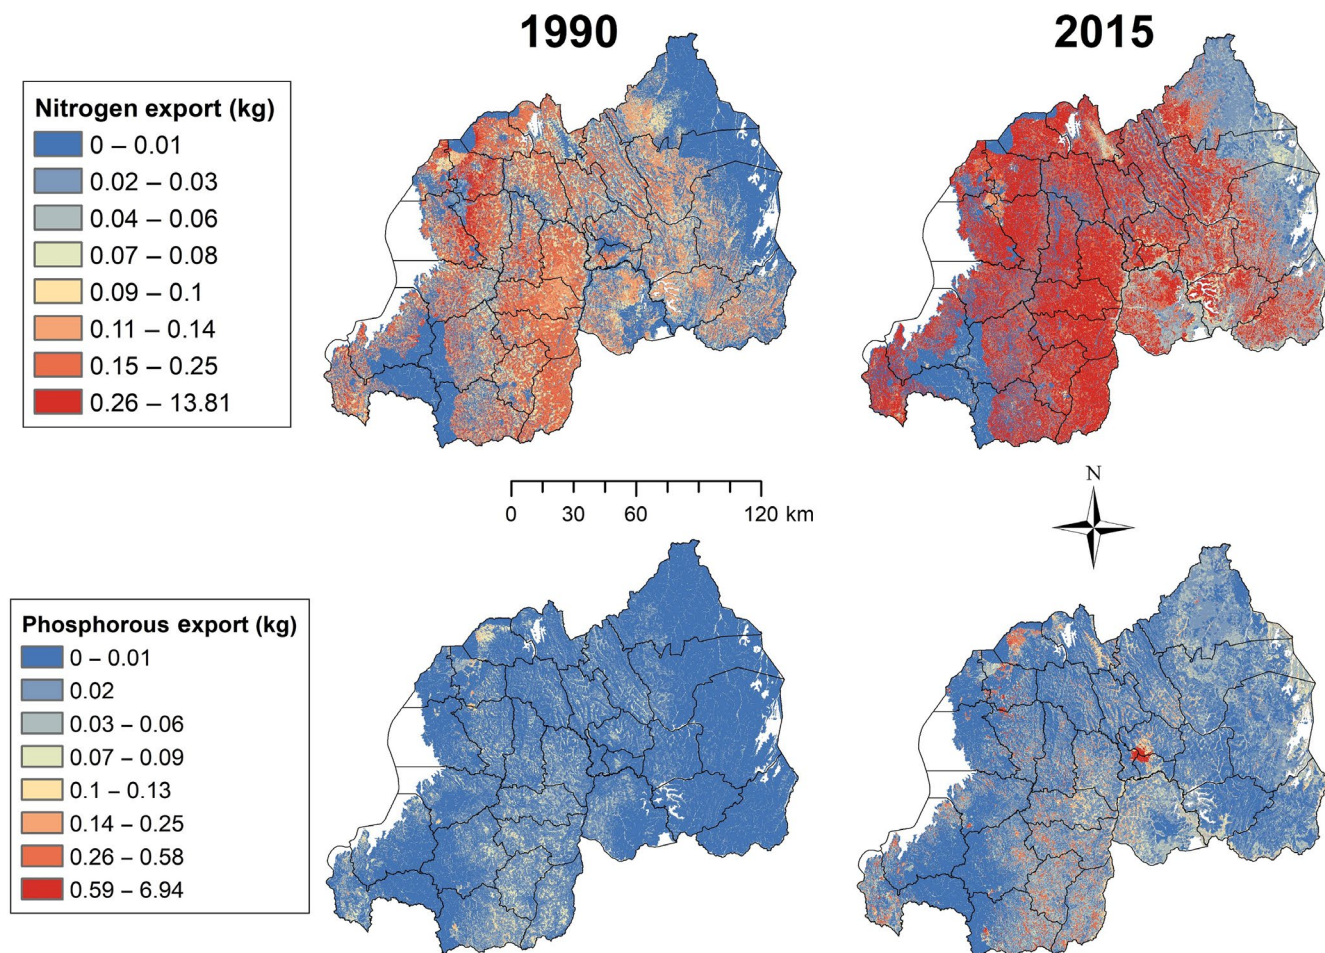 1990
2015
Nitrogen export (kg)
0 – 0.01
0.02 – 0.03
0.04 – 0.06
0.07 – 0.08
0.09 – 0.1
0.11 – 0.14
0.15 – 0.25
0.26 – 13.81
N
0 30 60 120 km
Phosphorous export (kg)
0 – 0.01
0.02
0.03 – 0.06
0.07 – 0.09
0.1 – 0.13
0.14 – 0.25
0.26 – 0.58
0.59 – 6.94